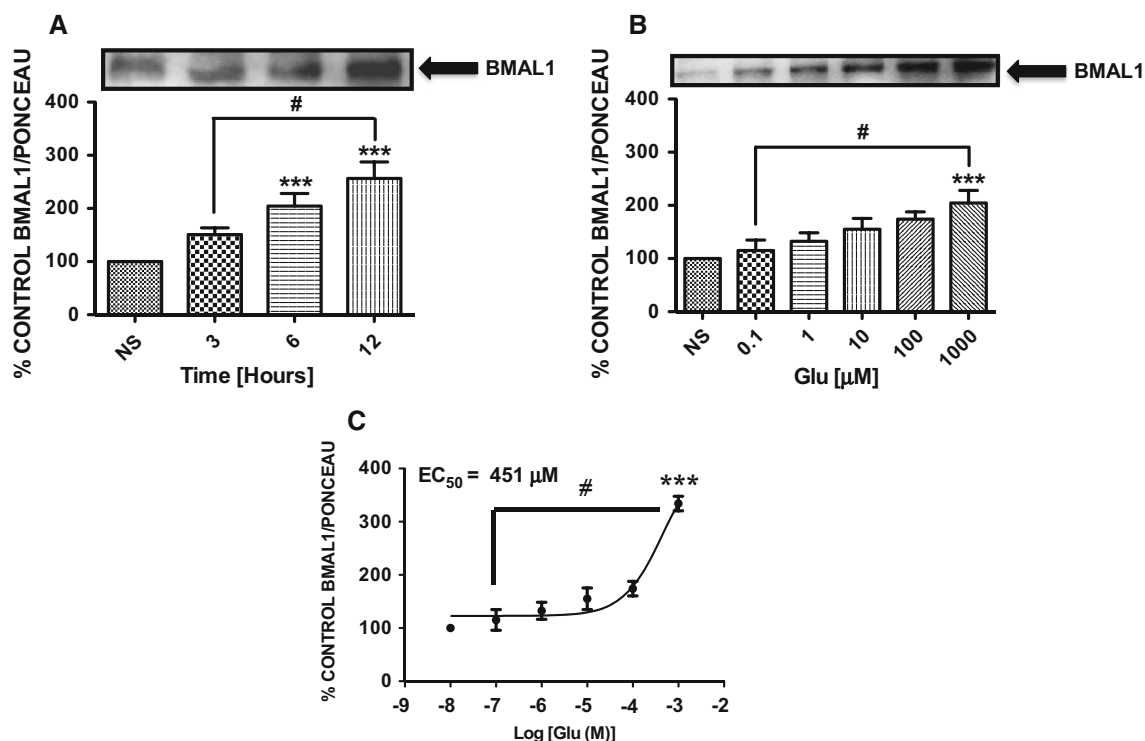 A
BMAL1
#
***
***
% CONTROL BMAL1/PONCEAU
400
300
200
100
0
NS
3
6
12
Time [Hours]
B
BMAL1
#
***
% CONTROL BMAL1/PONCEAU
400
300
200
100
0
NS
0.1
1
10
100
1000
Glu [µM]
C
EC50 = 451 µM
#
***
% CONTROL BMAL1/PONCEAU
400
300
200
100
0
-9 -8 -7 -6 -5 -4 -3 -2
Log [Glu (M)]